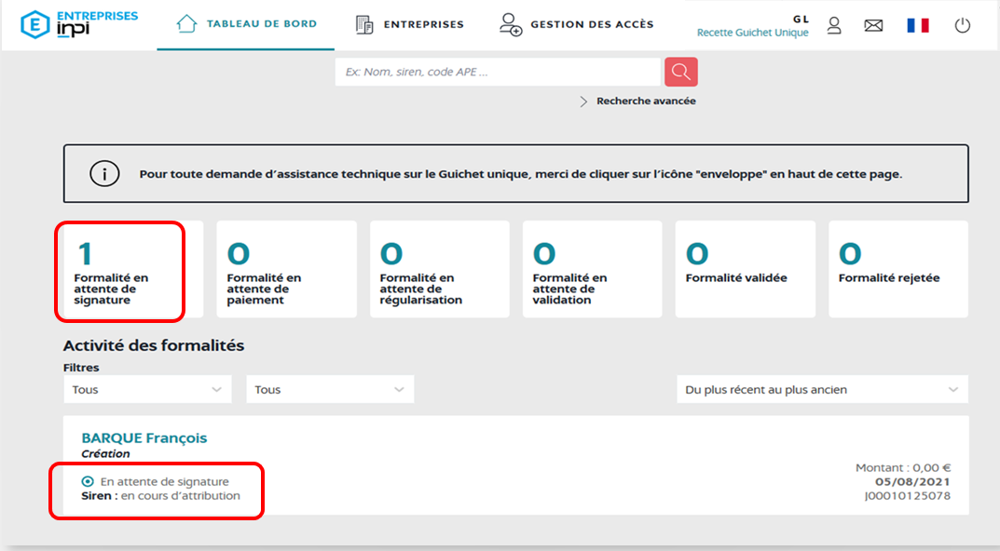 E ENTREPRISES
inpi
TABLEAU DE BORD
ENTREPRISES
GESTION DES ACCÈS
G L
Recette Guichet Unique
Ex: Nom, siren, code APE ...
Recherche avancée
i Pour toute demande d'assistance technique sur le Guichet unique, merci de cliquer sur l'icône "enveloppe" en haut de cette page.
1
Formalité en
attente de
signature
0
Formalité en
attente de
paiement
0
Formalité en
attente de
régularisation
0
Formalité en
attente de
validation
0
Formalité validée
0
Formalité rejetée
Activité des formalités
Filtres
Tous
Tous
Du plus récent au plus ancien
BARQUE François
Création
En attente de signature
Siren : en cours d'attribution
Montant : 0,00 €
05/08/2021
J00010125078